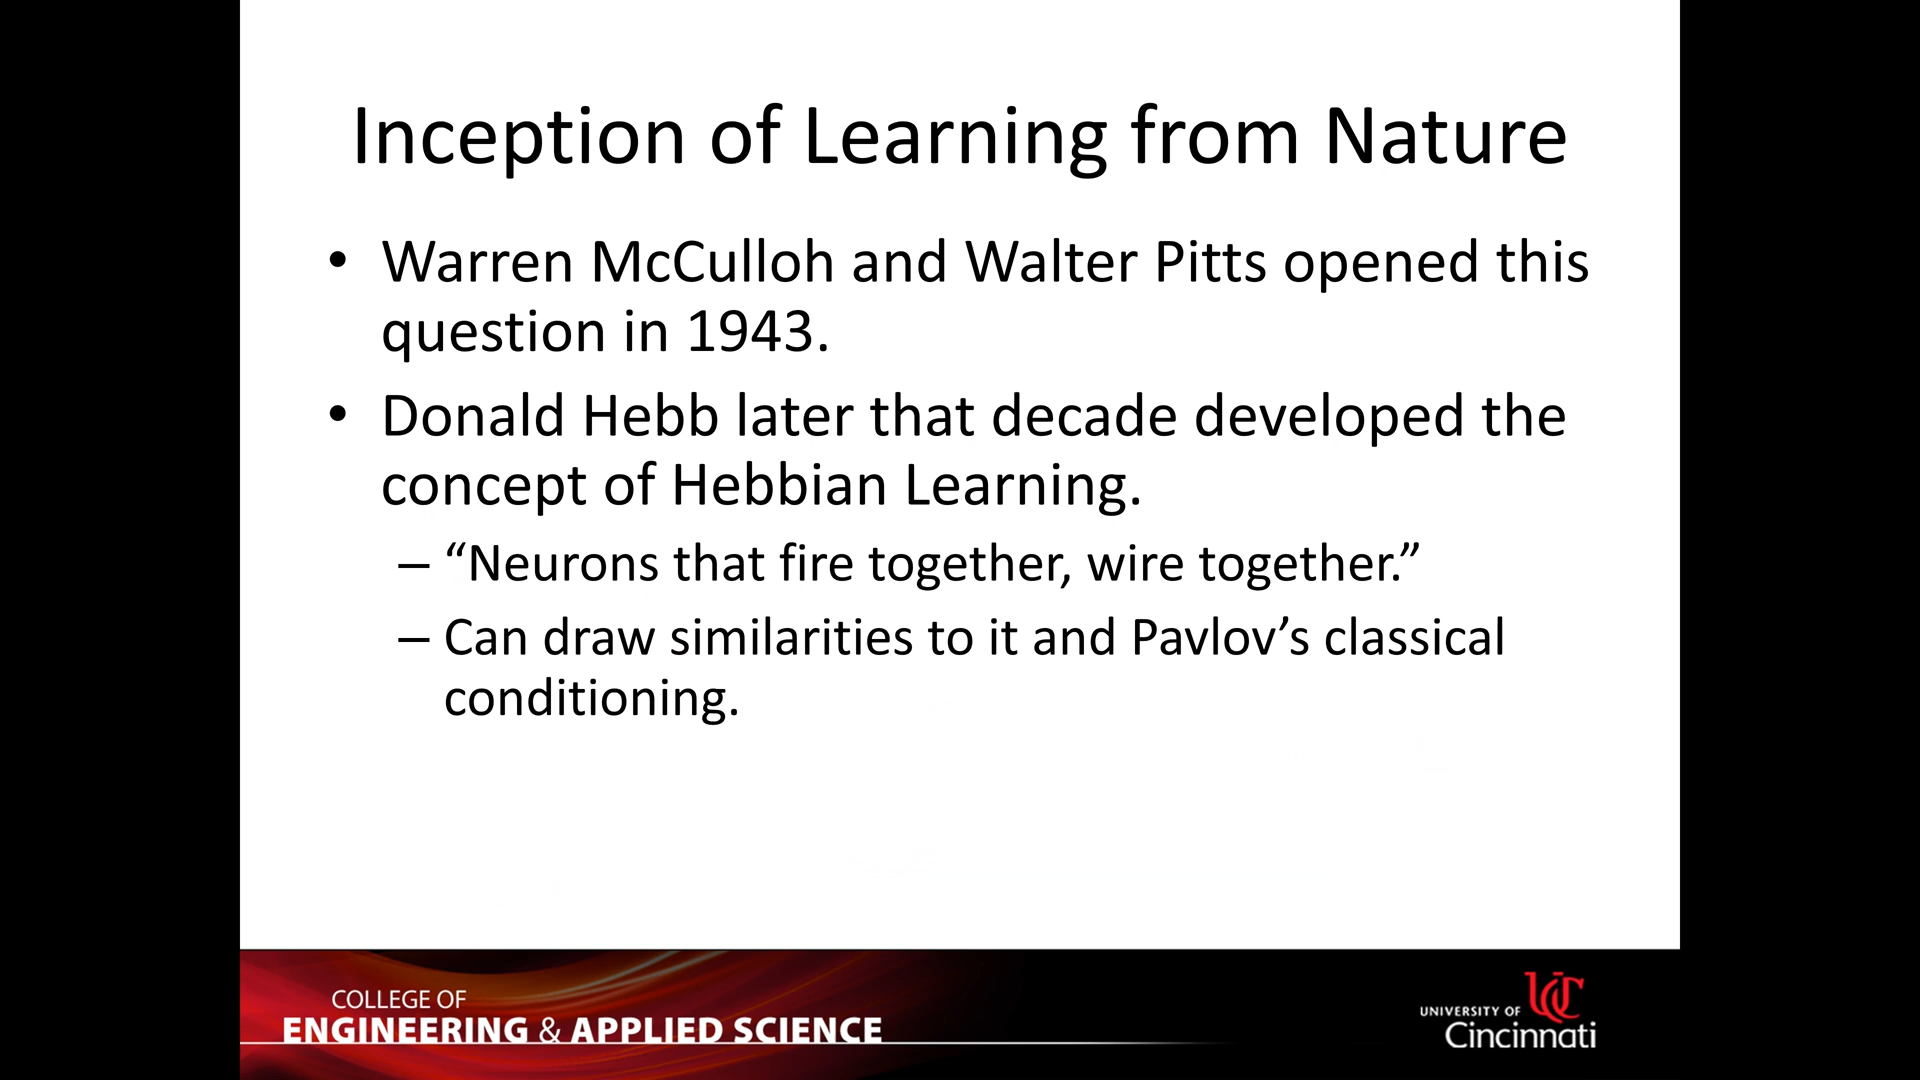 Inception of Learning from Nature
• Warren McCulloh and Walter Pitts opened this
question in 1943.
• Donald Hebb later that decade developed the
concept of Hebbian Learning.
– “Neurons that fire together, wire together.”
– Can draw similarities to it and Pavlov’s classical
conditioning.
COLLEGE OF
ENGINEERING & APPLIED SCIENCE
UC
UNIVERSITY OF
Cincinnati